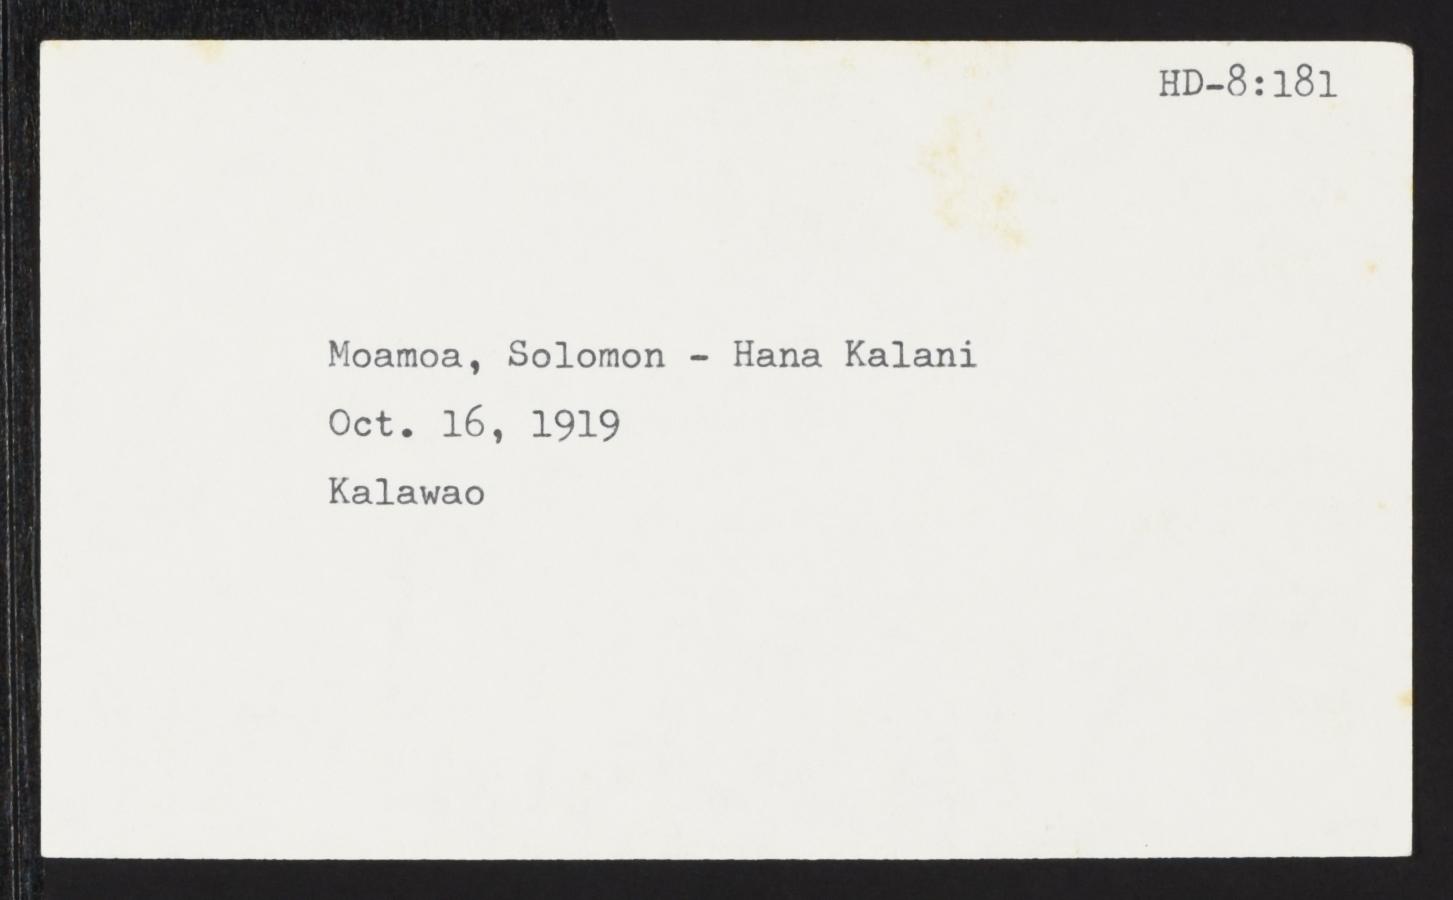 HD-8:181
Moamoa, Solomon - Hana Kalani
Oct. 16, 1919
Kalawao